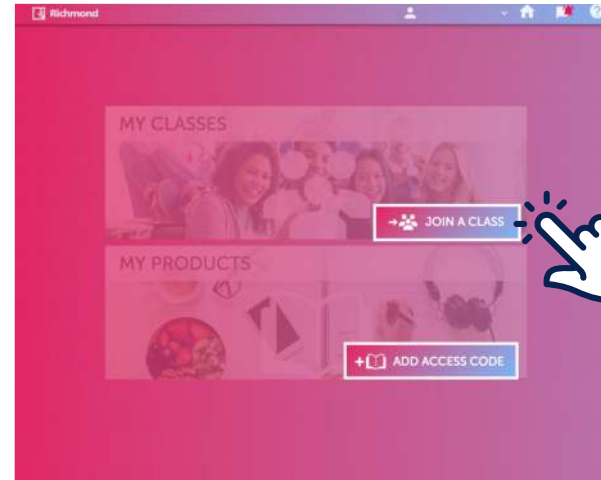 Richmond
MY CLASSES
JOIN A CLASS
MY PRODUCTS
ADD ACCESS CODE